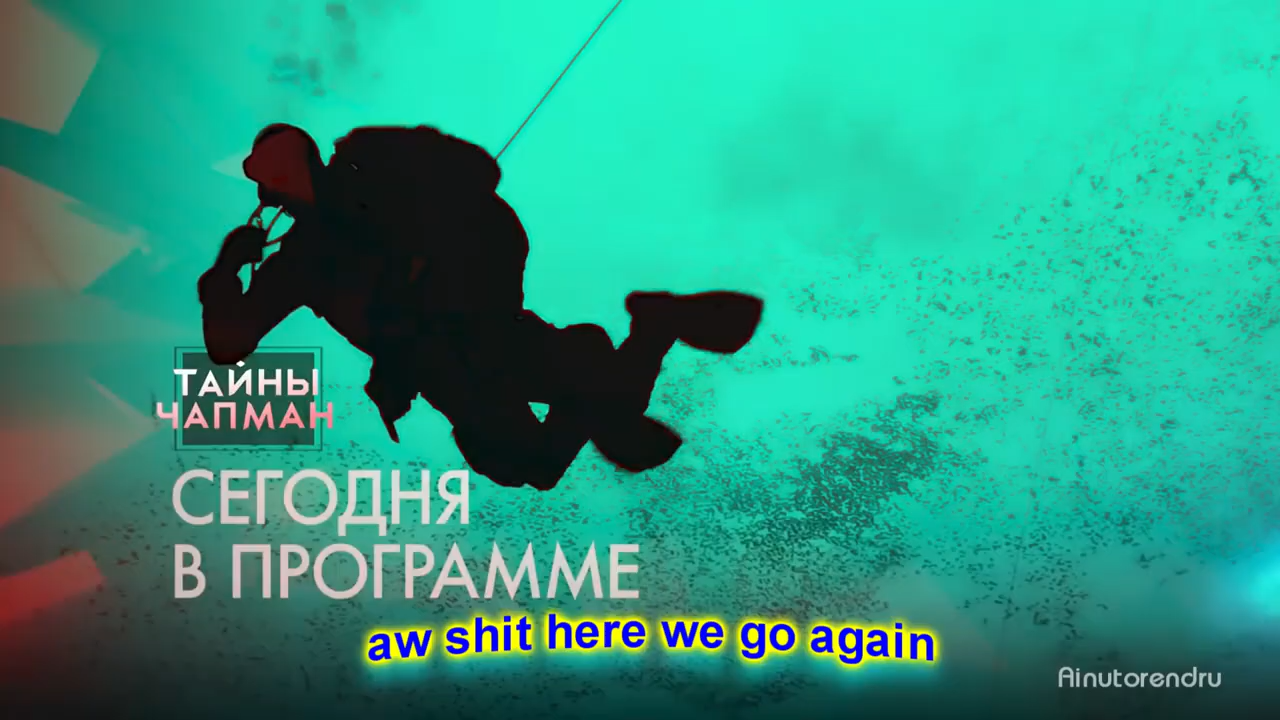 ТАЙНЫ
ЧАПМАН
СЕГОДНЯ
В ПРОГРАММЕ
aw shit here we go again
Ainutorendru